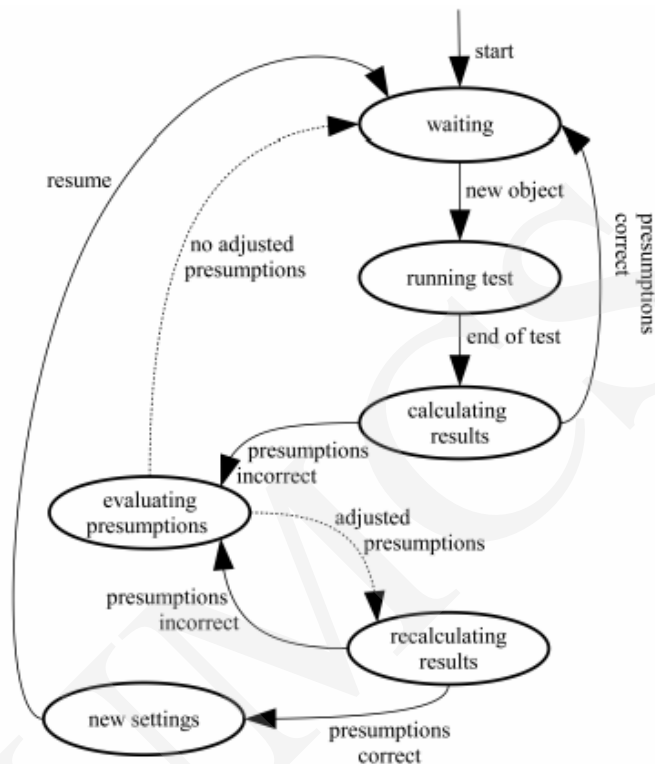 start
waiting
resume
new object
presumptions
correct
no adjusted
presumptions
running test
end of test
calculating
results
presumptions
incorrect
evaluating
presumptions
adjusted
presumptions
presumptions
incorrect
recalculating
results
new settings
presumptions
correct
UMCS